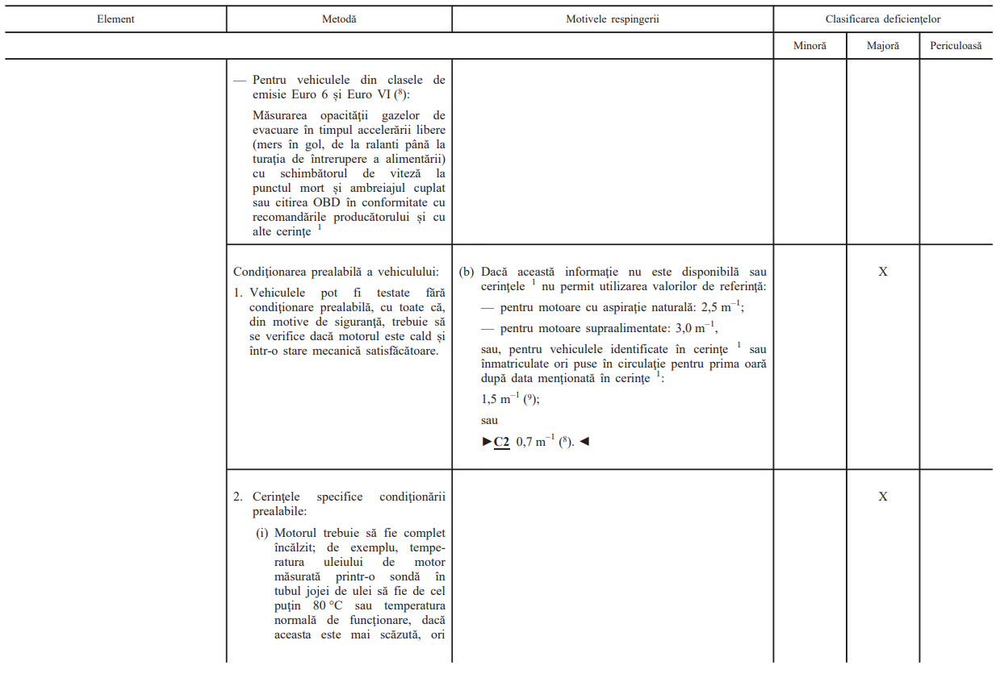 Element Metodă Motivele respingerii Clasificarea deficiențelor
Minoră Majoră Periculoasă
— Pentru vehiculele din clasele de
emisie Euro 6 și Euro VI (⁸):
Măsurarea opacității gazelor de
evacuare în timpul accelerării libere
(mers în gol, de la ralanti până la
turația de întrerupere a alimentării)
cu schimbătorul de viteză la
punctul mort și ambreiajul cuplat
sau citirea OBD în conformitate cu
recomandările producătorului și cu
alte cerințe ¹
Condiționarea prealabilă a vehiculului:
1. Vehiculele pot fi testate fără
condiționare prealabilă, cu toate că,
din motive de siguranță, trebuie să
se verifice dacă motorul este cald și
într-o stare mecanică satisfăcătoare.
(b) Dacă această informație nu este disponibilă sau
cerințele ¹ nu permit utilizarea valorilor de referință:
— pentru motoare cu aspirație naturală: 2,5 m⁻¹;
— pentru motoare supraalimentate: 3,0 m⁻¹,
sau, pentru vehiculele identificate în cerințe ¹ sau
înmatriculate ori puse în circulație pentru prima oară
după data menționată în cerințe ¹:
1,5 m⁻¹ (⁹);
sau
►C2 0,7 m⁻¹ (⁸). ◄
X
2. Cerințele specifice condiționării
prealabile:
(i) Motorul trebuie să fie complet
încălzit; de exemplu, tempe-
ratura uleiului de motor
măsurată printr-o sondă în
tubul jojei de ulei să fie de cel
puțin 80 °C sau temperatura
normală de funcționare, dacă
aceasta este mai scăzută, ori
X